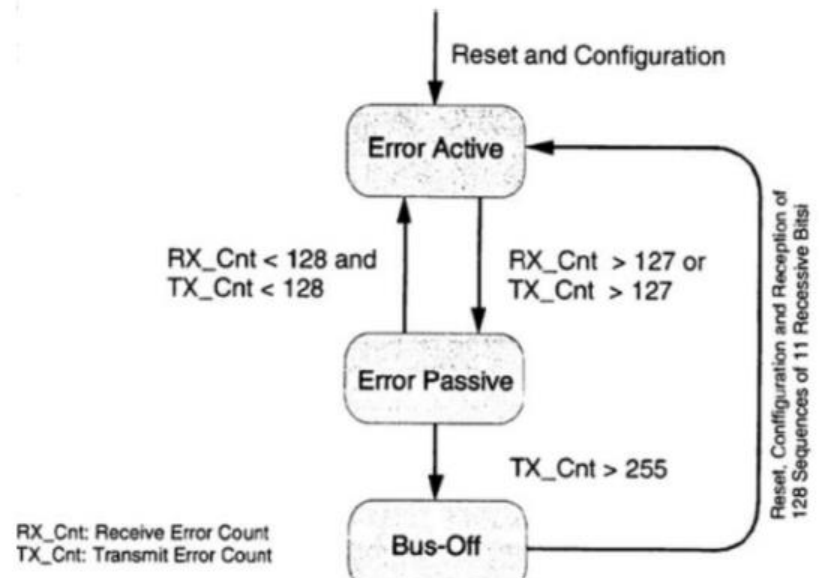 Reset and Configuration
Error Active
RX_Cnt < 128 and
TX_Cnt < 128
RX_Cnt > 127 or
TX_Cnt > 127
Error Passive
TX_Cnt > 255
Bus-Off
Reset, Conffiguration and Reception of
128 Sequences of 11 Recessive Bitsi
RX_Cnt: Receive Error Count
TX_Cnt: Transmit Error Count